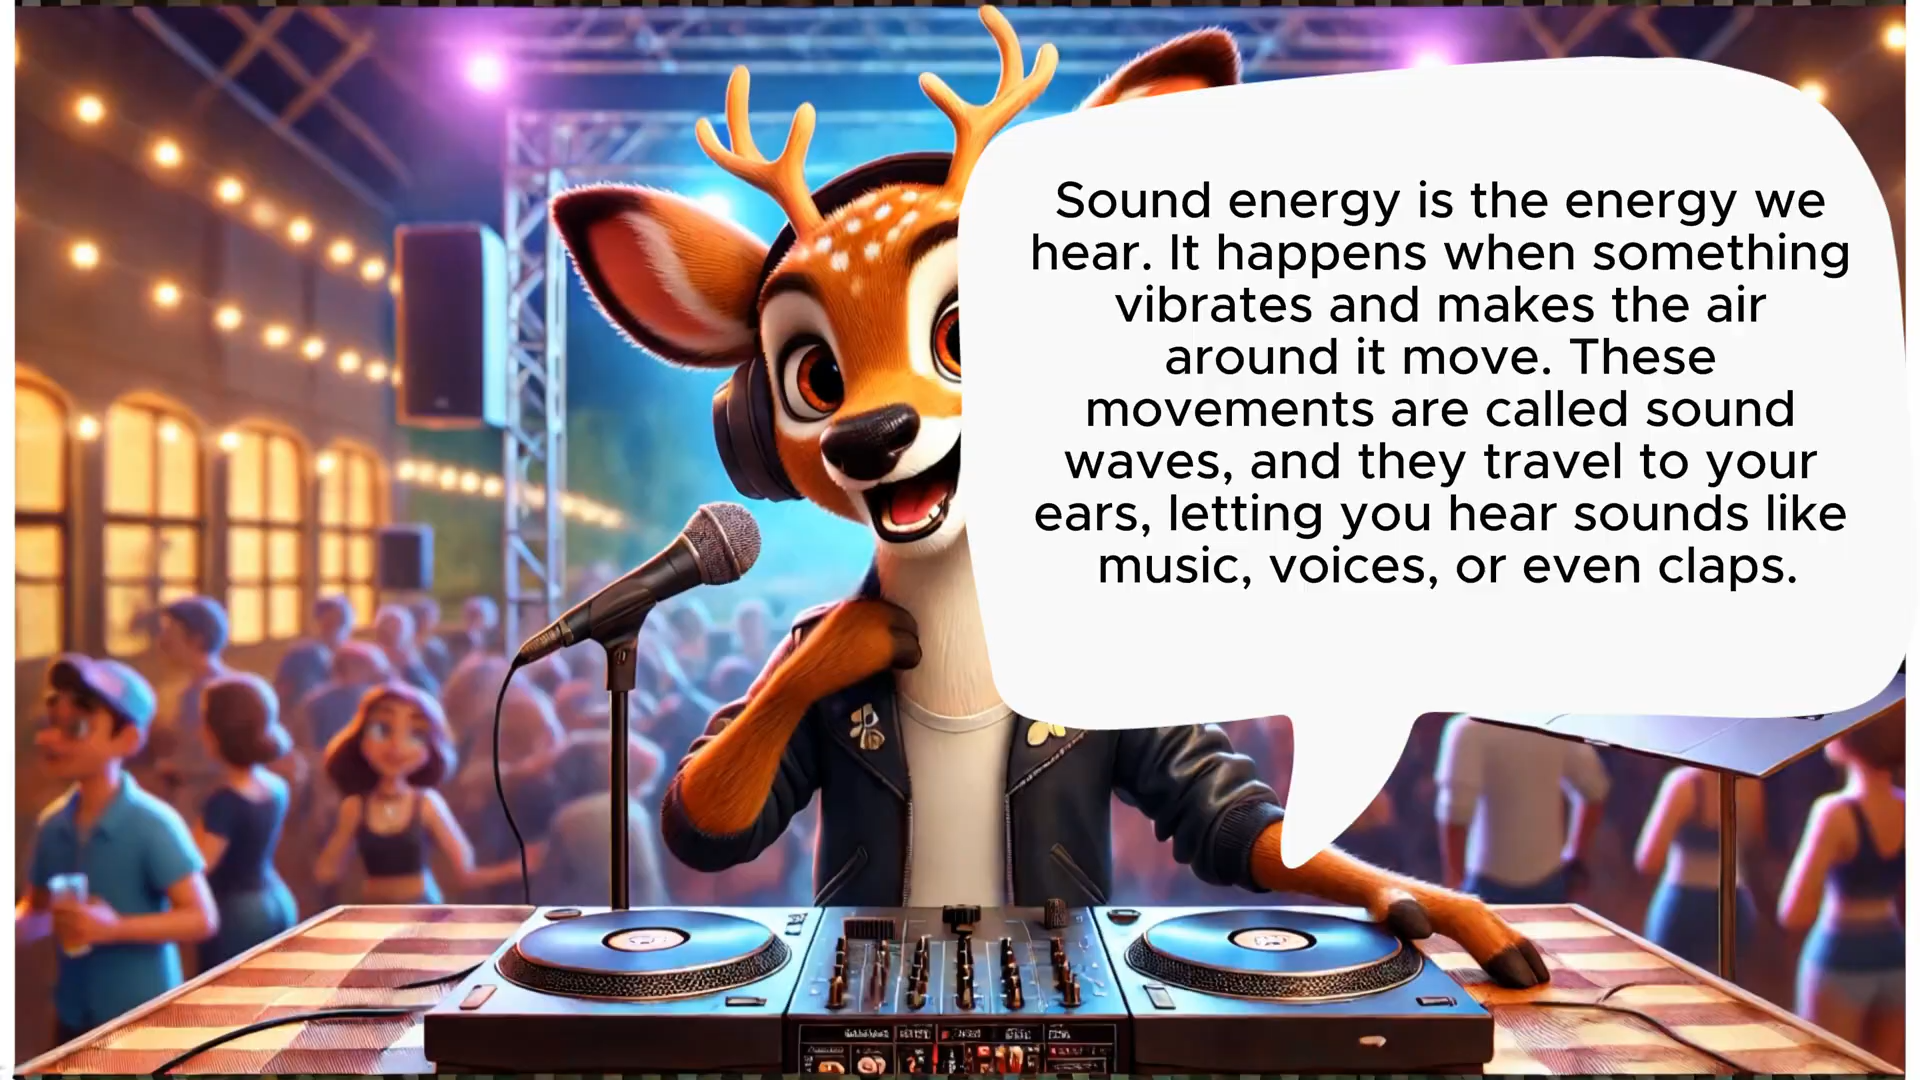 Sound energy is the energy we
hear. It happens when something
vibrates and makes the air
around it move. These
movements are called sound
waves, and they travel to your
ears, letting you hear sounds like
music, voices, or even claps.